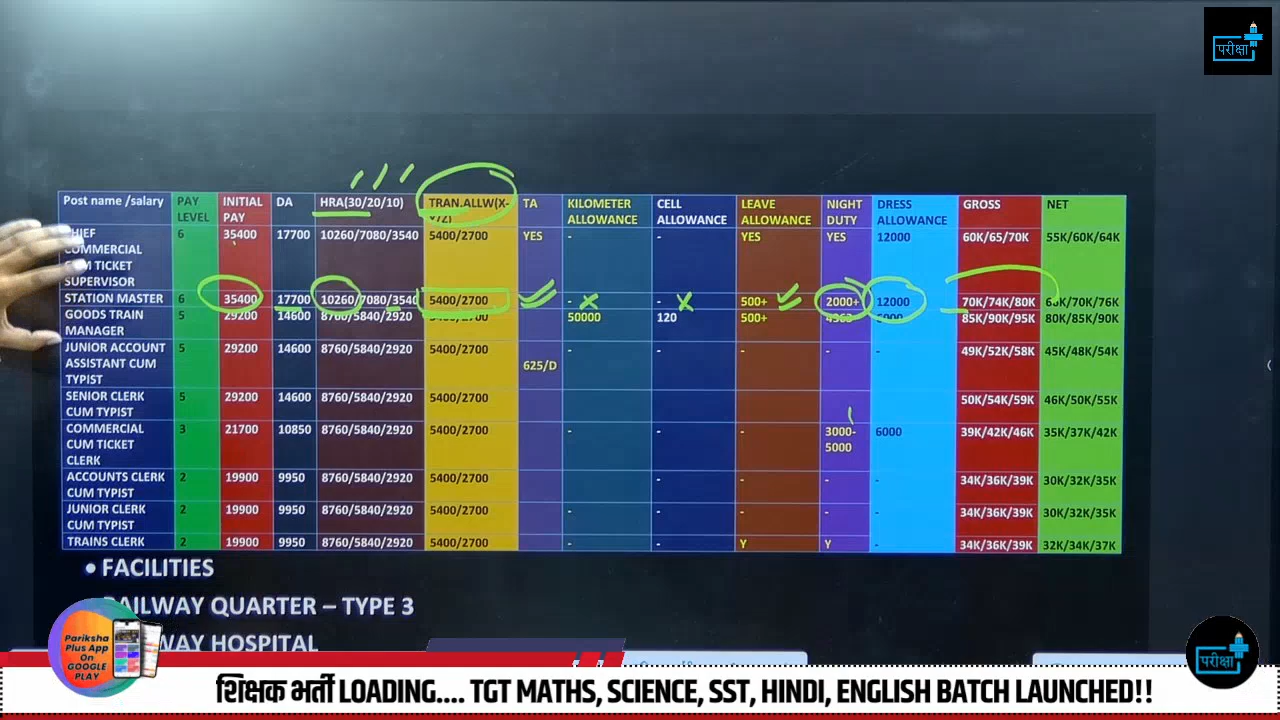 परीक्षा
Post name /salary PAY LEVEL INITIAL PAY DA HRA(30/20/10) TRAN.ALLW(X-Y/Z) TA KILOMETER ALLOWANCE CELL ALLOWANCE LEAVE ALLOWANCE NIGHT DUTY DRESS ALLOWANCE GROSS NET
COMMERCIAL TICKET SUPERVISOR 6 35400 17700 10260/7080/3540 5400/2700 YES - - YES YES 12000 60K/65/70K 55K/60K/64K
STATION MASTER 6 35400 17700 10260/7080/3540 5400/2700 - - 500+ 2000+ 12000 70K/74K/80K /70K/76K
GOODS TRAIN MANAGER 5 29200 14600 8760/5840/2920 5400/2700 50000 120 500+ 85K/90K/95K 80K/85K/90K
JUNIOR ACCOUNT ASSISTANT CUM TYPIST 5 29200 14600 8760/5840/2920 5400/2700 625/D - - - - - 49K/52K/58K 45K/48K/54K
SENIOR CLERK CUM TYPIST 5 29200 14600 8760/5840/2920 5400/2700 - - - 50K/54K/59K 46K/50K/55K
COMMERCIAL CUM TICKET CLERK 3 21700 10850 8760/5840/2920 5400/2700 - - - 3000-5000 6000 39K/42K/46K 35K/37K/42K
ACCOUNTS CLERK CUM TYPIST 2 19900 9950 8760/5840/2920 5400/2700 - - - - - 34K/36K/39K 30K/32K/35K
JUNIOR CLERK CUM TYPIST 2 19900 9950 8760/5840/2920 5400/2700 - - - - - 34K/36K/39K 30K/32K/35K
TRAINS CLERK 2 19900 9950 8760/5840/2920 5400/2700 - - Y Y - 34K/36K/39K 32K/34K/37K
• FACILITIES
RAILWAY QUARTER – TYPE 3
WAY HOSPITAL
Pariksha
Plus App
On
GOOGLE
PLAY
परीक्षा
शिक्षक भर्ती LOADING.... TGT MATHS, SCIENCE, SST, HINDI, ENGLISH BATCH LAUNCHED!!